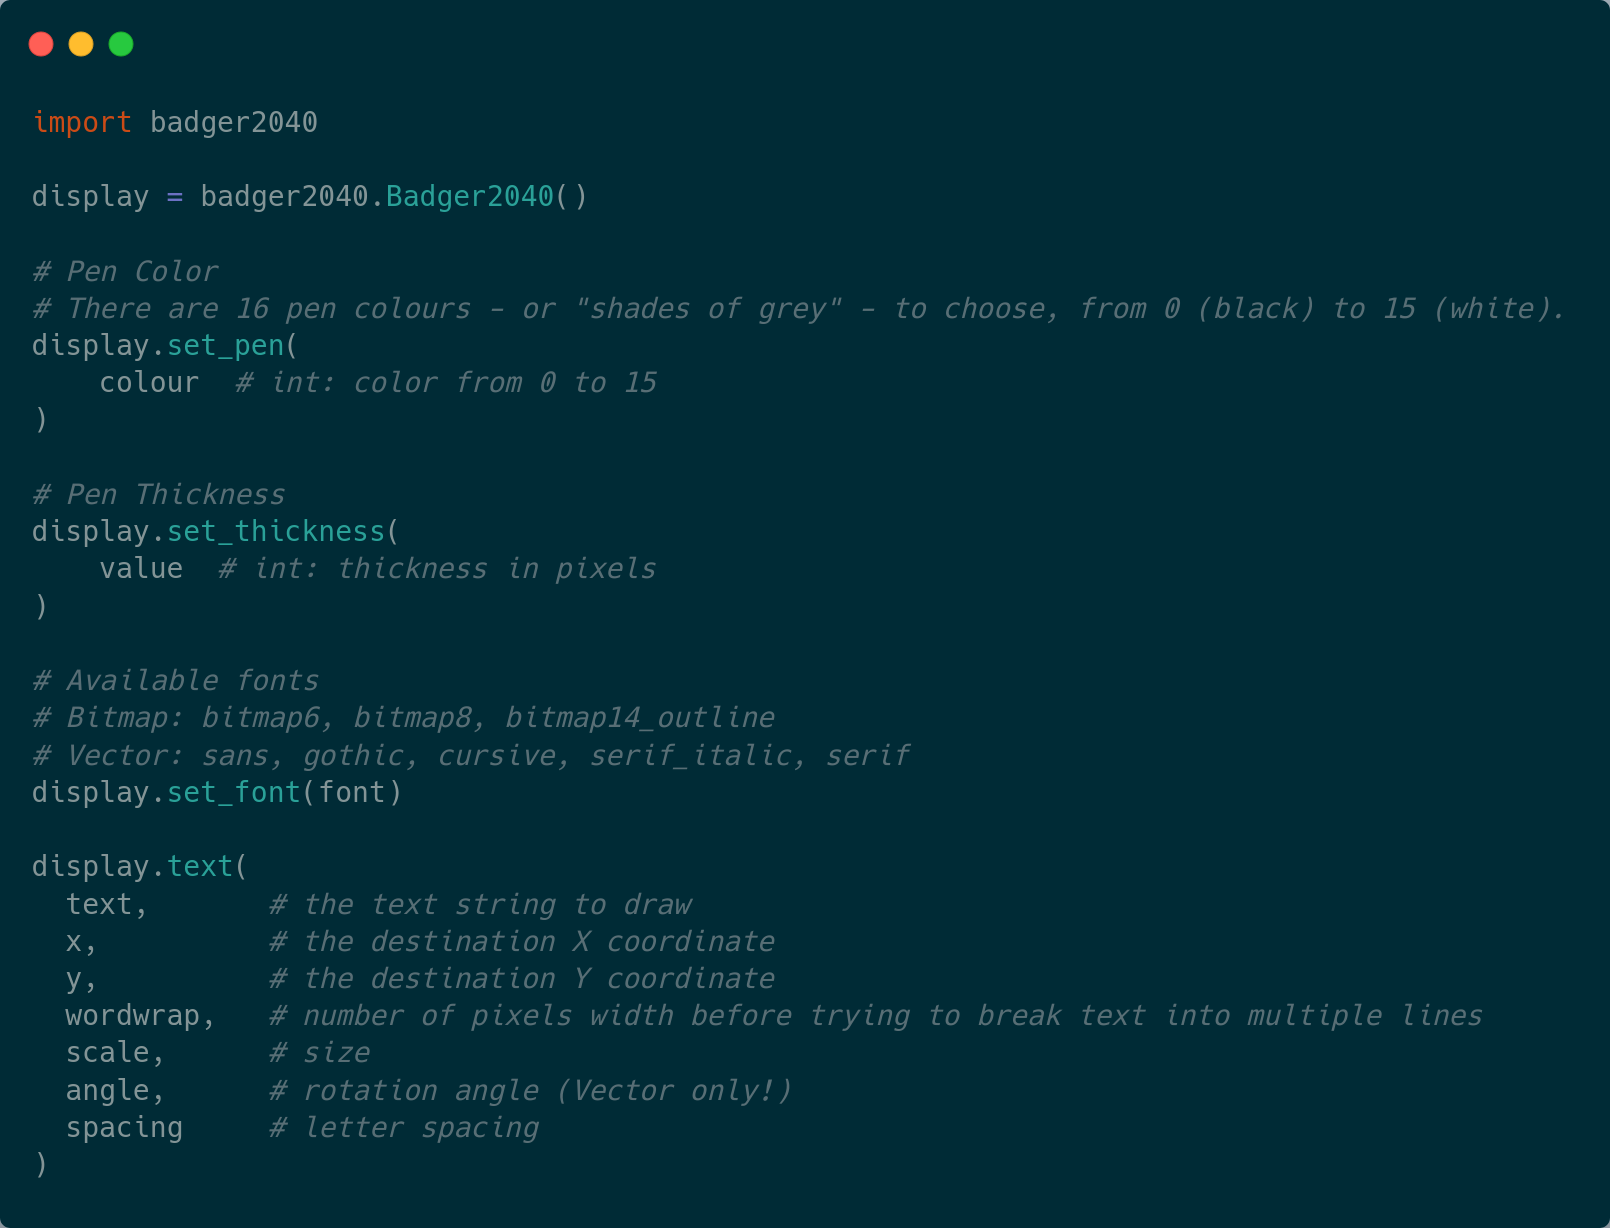 import badger2040

display = badger2040.Badger2040()

# Pen Color
# There are 16 pen colours – or "shades of grey" – to choose, from 0 (black) to 15 (white).
display.set_pen(
    colour  # int: color from 0 to 15
)

# Pen Thickness
display.set_thickness(
    value  # int: thickness in pixels
)

# Available fonts
# Bitmap: bitmap6, bitmap8, bitmap14_outline
# Vector: sans, gothic, cursive, serif_italic, serif
display.set_font(font)

display.text(
  text,       # the text string to draw
  x,          # the destination X coordinate
  y,          # the destination Y coordinate
  wordwrap,   # number of pixels width before trying to break text into multiple lines
  scale,      # size
  angle,      # rotation angle (Vector only!)
  spacing     # letter spacing
)